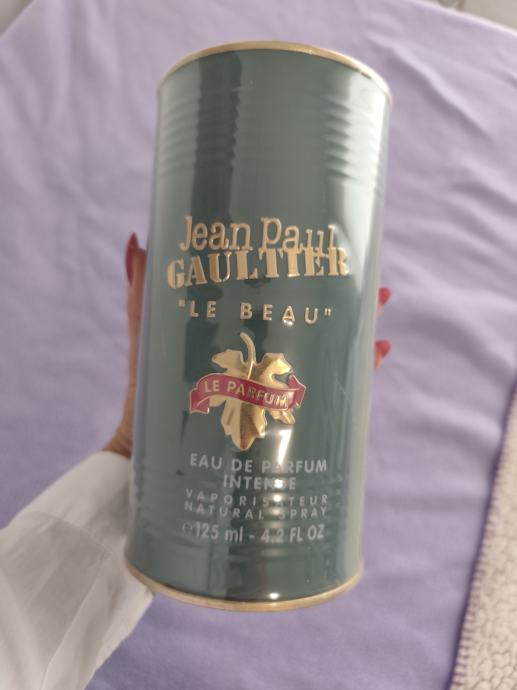 Jean Paul
GAULTIER
"LE BEAU"
LE PARFUM
EAU DE PARFUM
INTENSE
VAPORISATEUR
NATURAL SPRAY
℮125 ml - 4.2 FL OZ